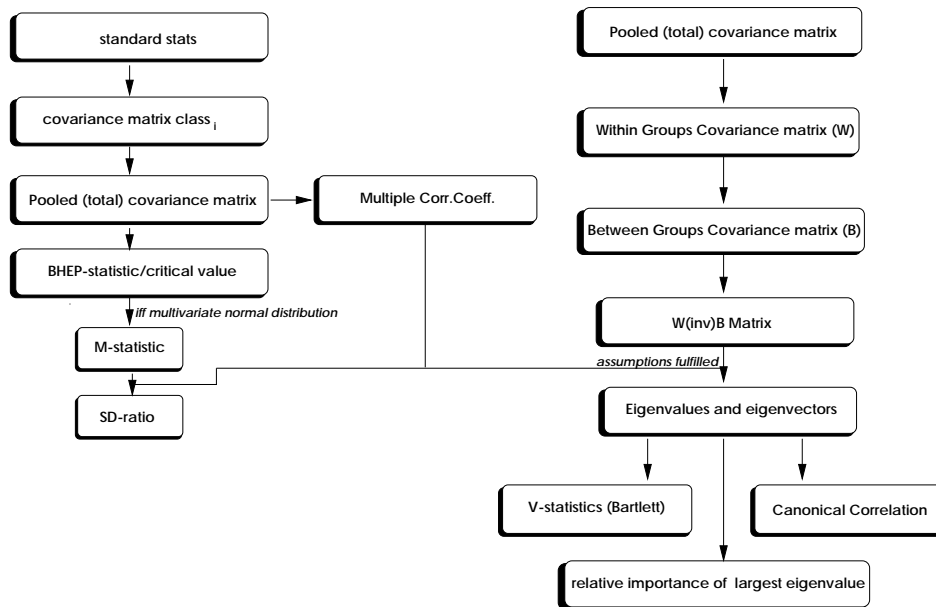 standard stats
covariance matrix class i
Pooled (total) covariance matrix
Multiple Corr.Coeff.
BHEP-statistic/critical value
iff multivariate normal distribution
M-statistic
SD-ratio
Pooled (total) covariance matrix
Within Groups Covariance matrix (W)
Between Groups Covariance matrix (B)
W(inv)B Matrix
assumptions fulfilled
Eigenvalues and eigenvectors
V-statistics (Bartlett)
Canonical Correlation
relative importance of largest eigenvalue